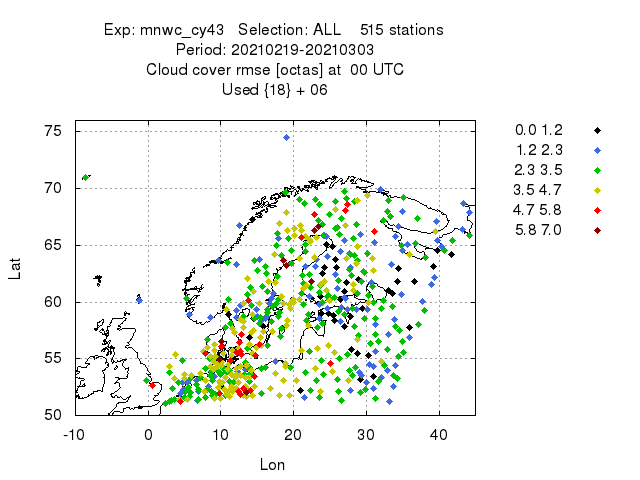 Exp: mnwc_cy43   Selection: ALL    515 stations
Period: 20210219-20210303
Cloud cover rmse [octas] at  00 UTC
Used {18} + 06
0.0 1.2
1.2 2.3
2.3 3.5
3.5 4.7
4.7 5.8
5.8 7.0
75
70
65
60
55
50
Lat
-10 0 10 20 30 40
Lon